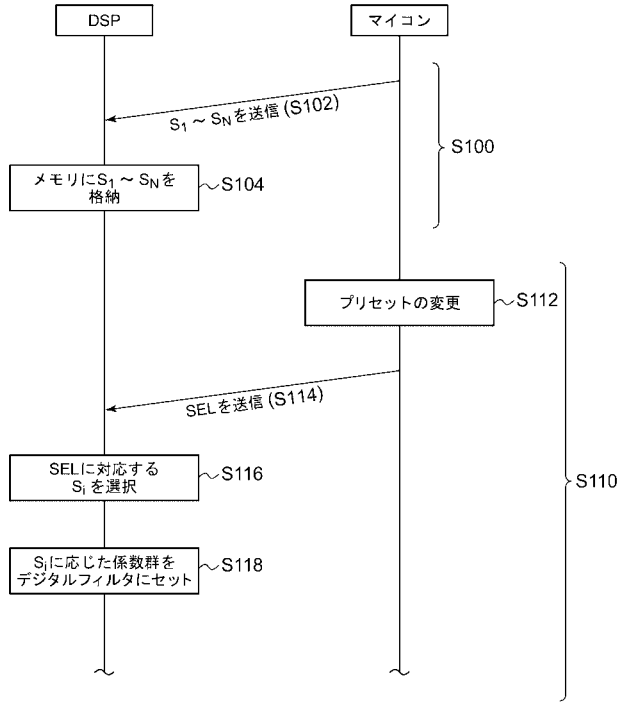 DSP
マイコン
S1 ~ SNを送信 (S102)
S100
メモリにS1 ~ SNを
格納
S104
プリセットの変更
S112
SELを送信 (S114)
SELに対応する
Siを選択
S116
S110
Siに応じた係数群を
デジタルフィルタにセット
S118